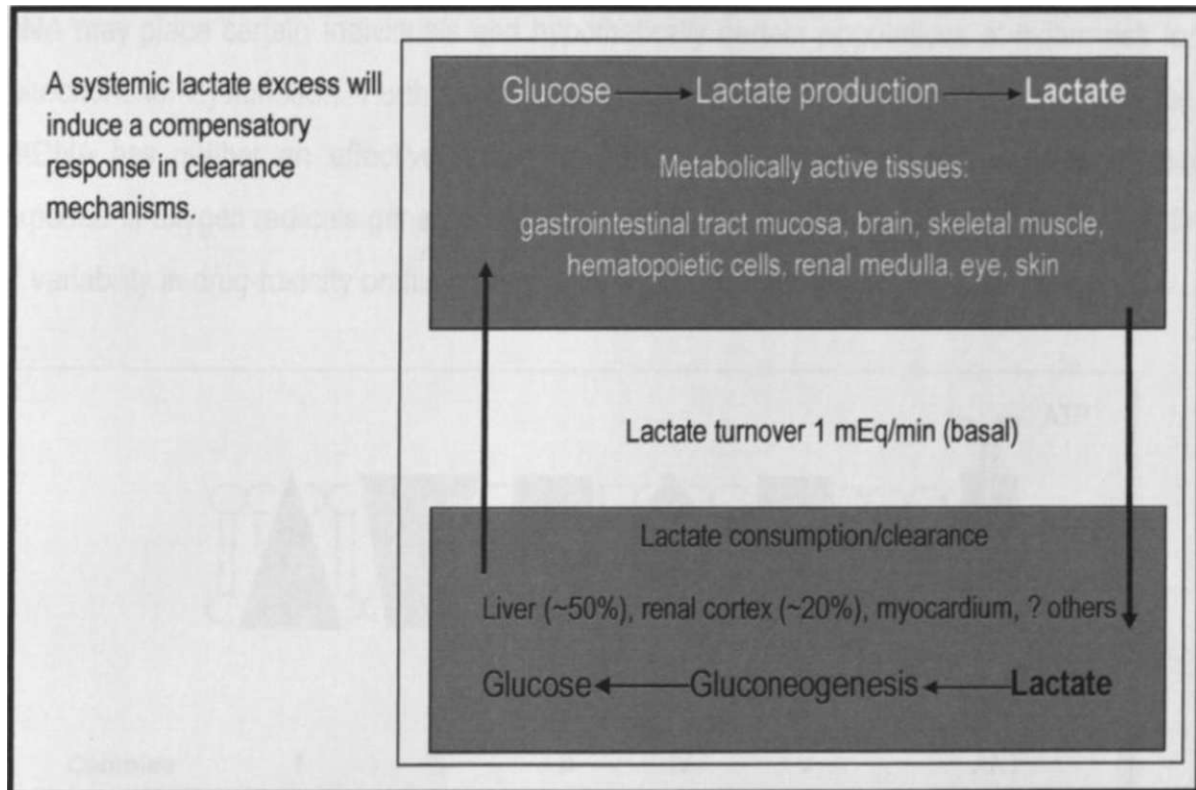 A systemic lactate excess will
induce a compensatory
response in clearance
mechanisms.
Glucose → Lactate production → Lactate
Metabolically active tissues:
gastrointestinal tract mucosa, brain, skeletal muscle,
hematopoietic cells, renal medulla, eye, skin
Lactate turnover 1 mEq/min (basal)
Lactate consumption/clearance
Liver (~50%), renal cortex (~20%), myocardium, ? others
Glucose ← Gluconeogenesis ← Lactate